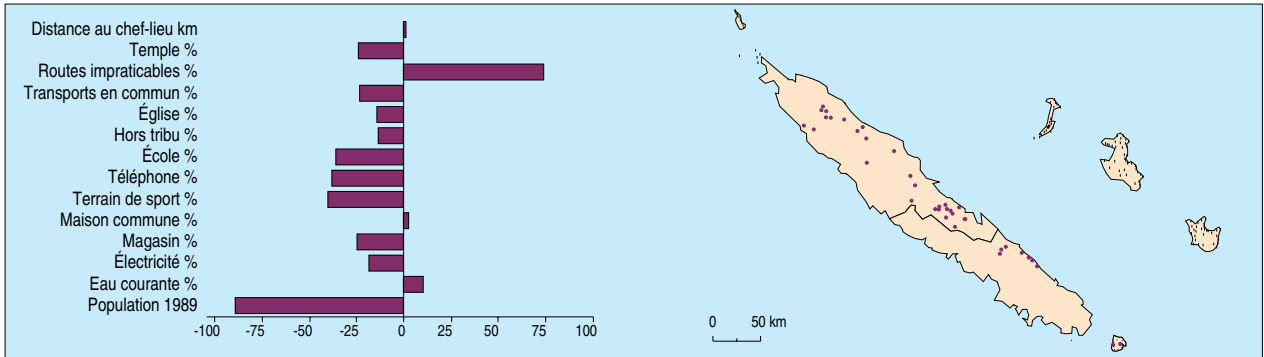 Distance au chef-lieu km
Temple %
Routes impraticables %
Transports en commun %
Église %
Hors tribu %
École %
Téléphone %
Terrain de sport %
Maison commune %
Magasin %
Électricité %
Eau courante %
Population 1989
-100 -75 -50 -25 0 25 50 75 100
0 50 km